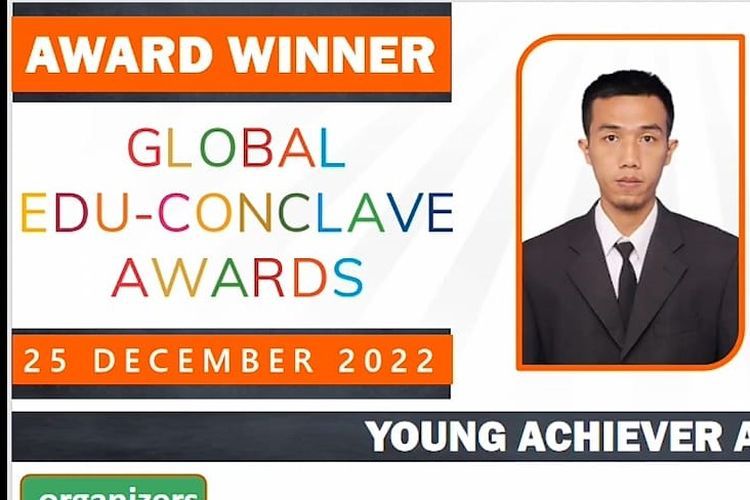 AWARD WINNER
GLOBAL
EDU-CONCLAVE
AWARDS
25 DECEMBER 2022
YOUNG ACHIEVER A
organizers